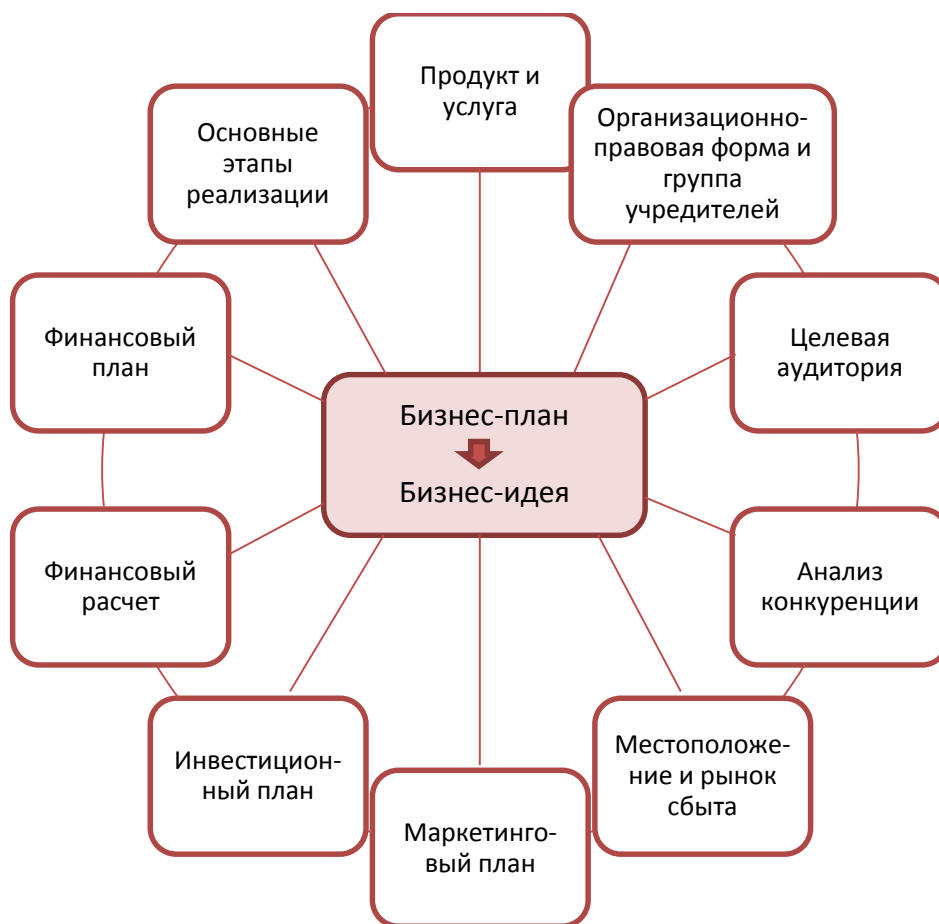 Продукт и
услуга
Организационно-
правовая форма и
группа
учредителей
Целевая
аудитория
Анализ
конкуренции
Местоположе-
ние и рынок
сбыта
Маркетинго-
вый план
Инвестицион-
ный план
Финансовый
расчет
Финансовый
план
Основные
этапы
реализации
Бизнес-план
Бизнес-идея